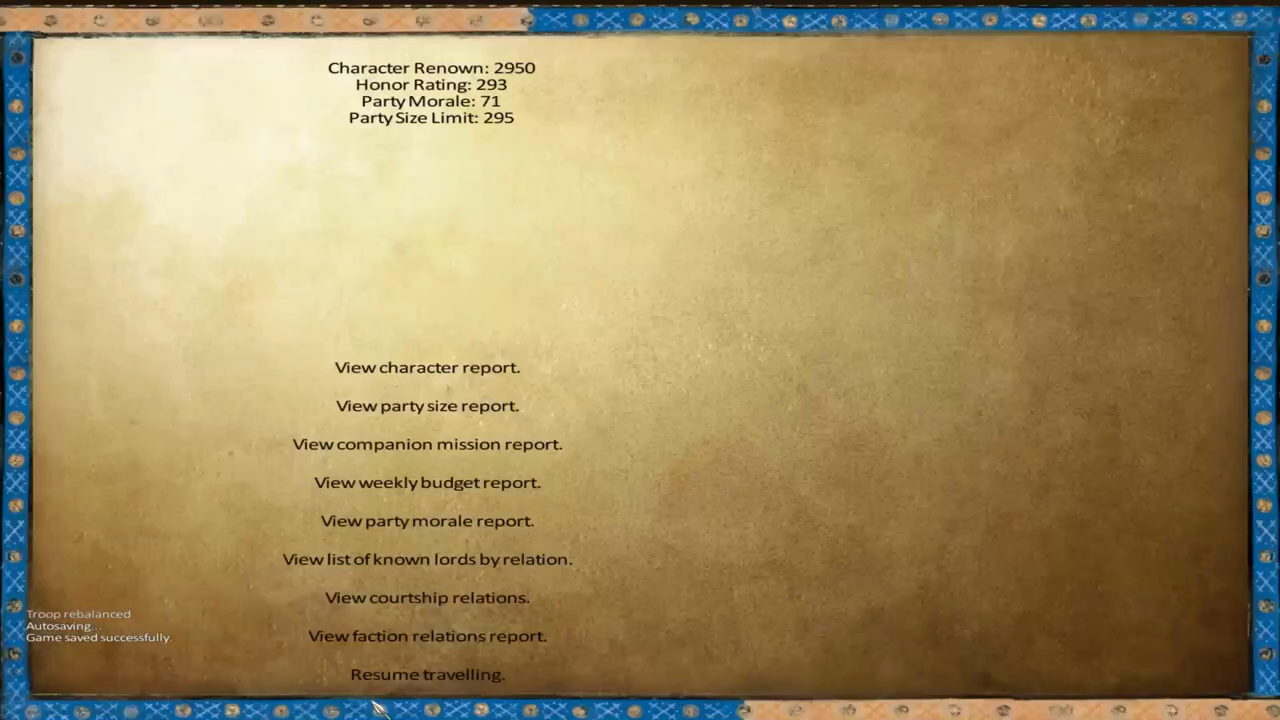 Character Renown: 2950
Honor Rating: 293
Party Morale: 71
Party Size Limit: 295
View character report.
View party size report.
View companion mission report.
View weekly budget report.
View party morale report.
View list of known lords by relation.
View courtship relations.
View faction relations report.
Resume travelling.
Troop rebalanced
Autosaving...
Game saved successfully.